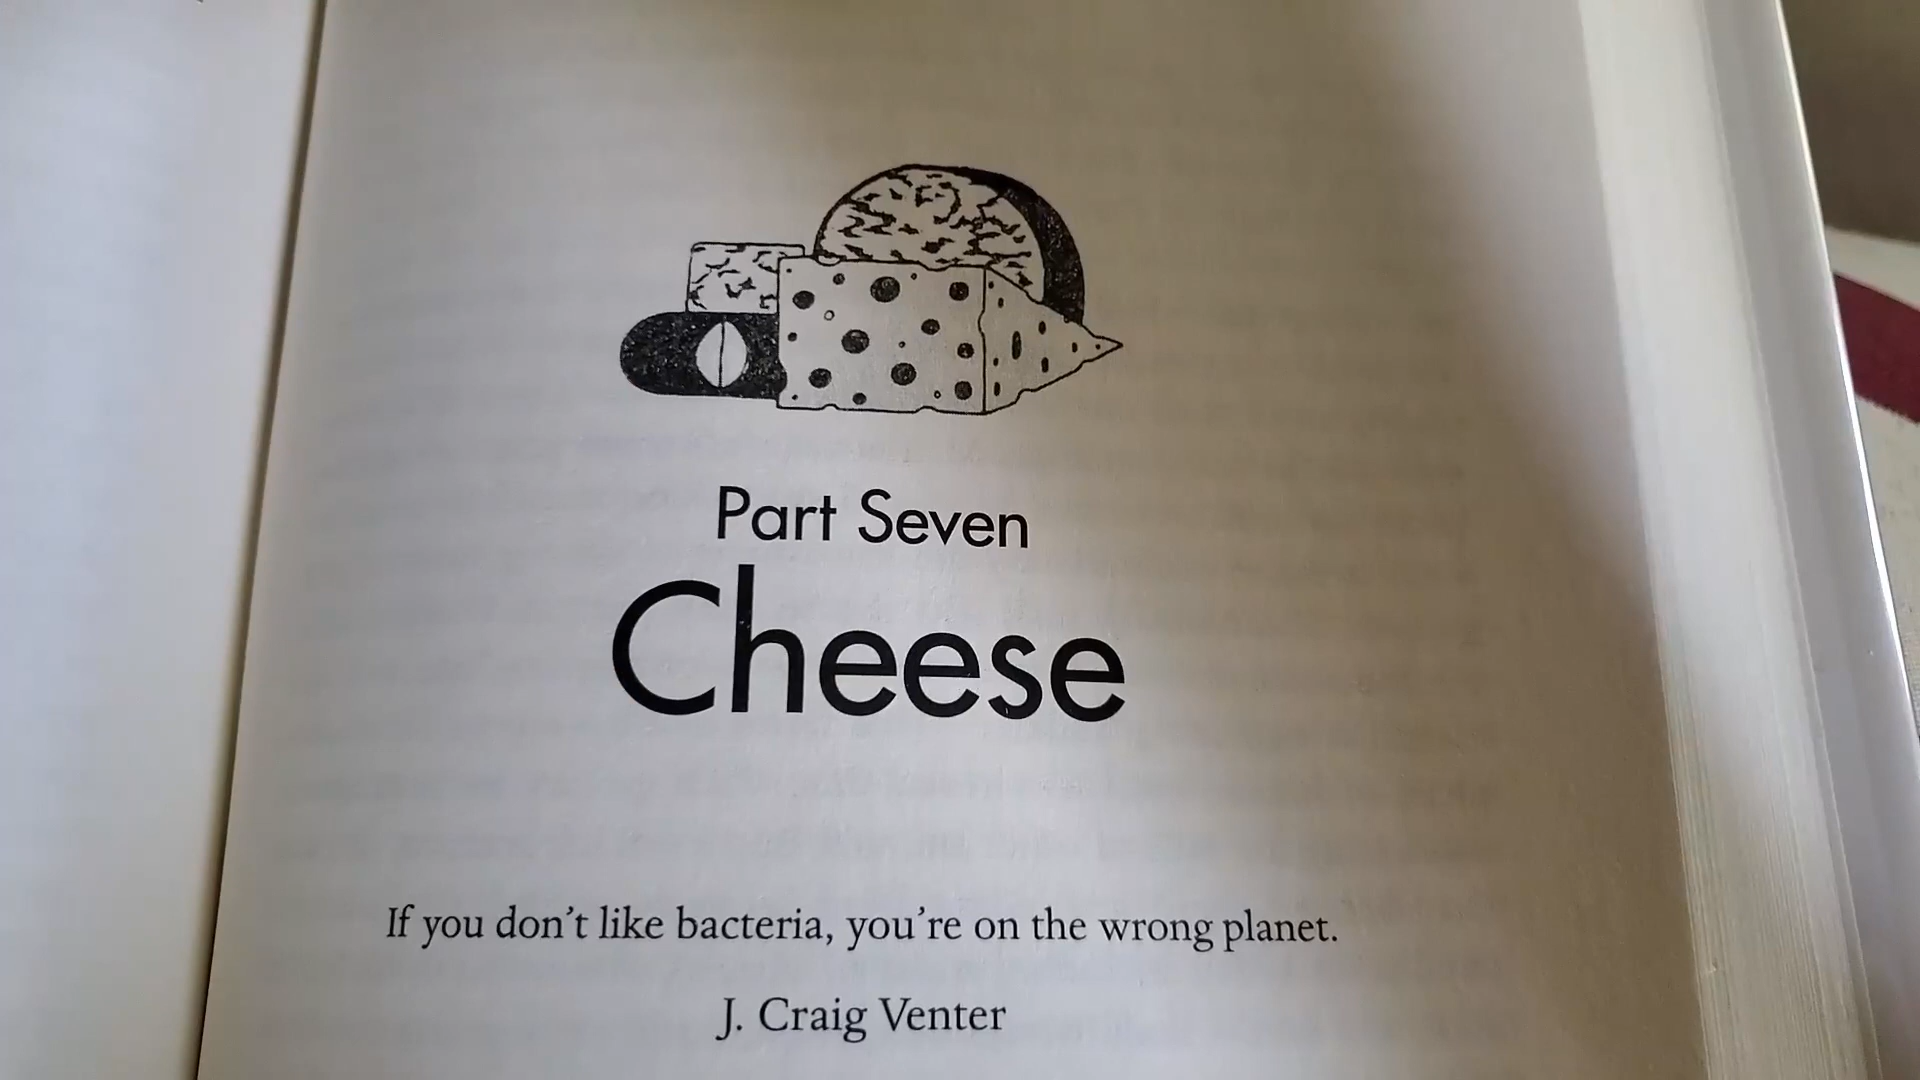 Part Seven
Cheese
If you don't like bacteria, you're on the wrong planet.
J. Craig Venter